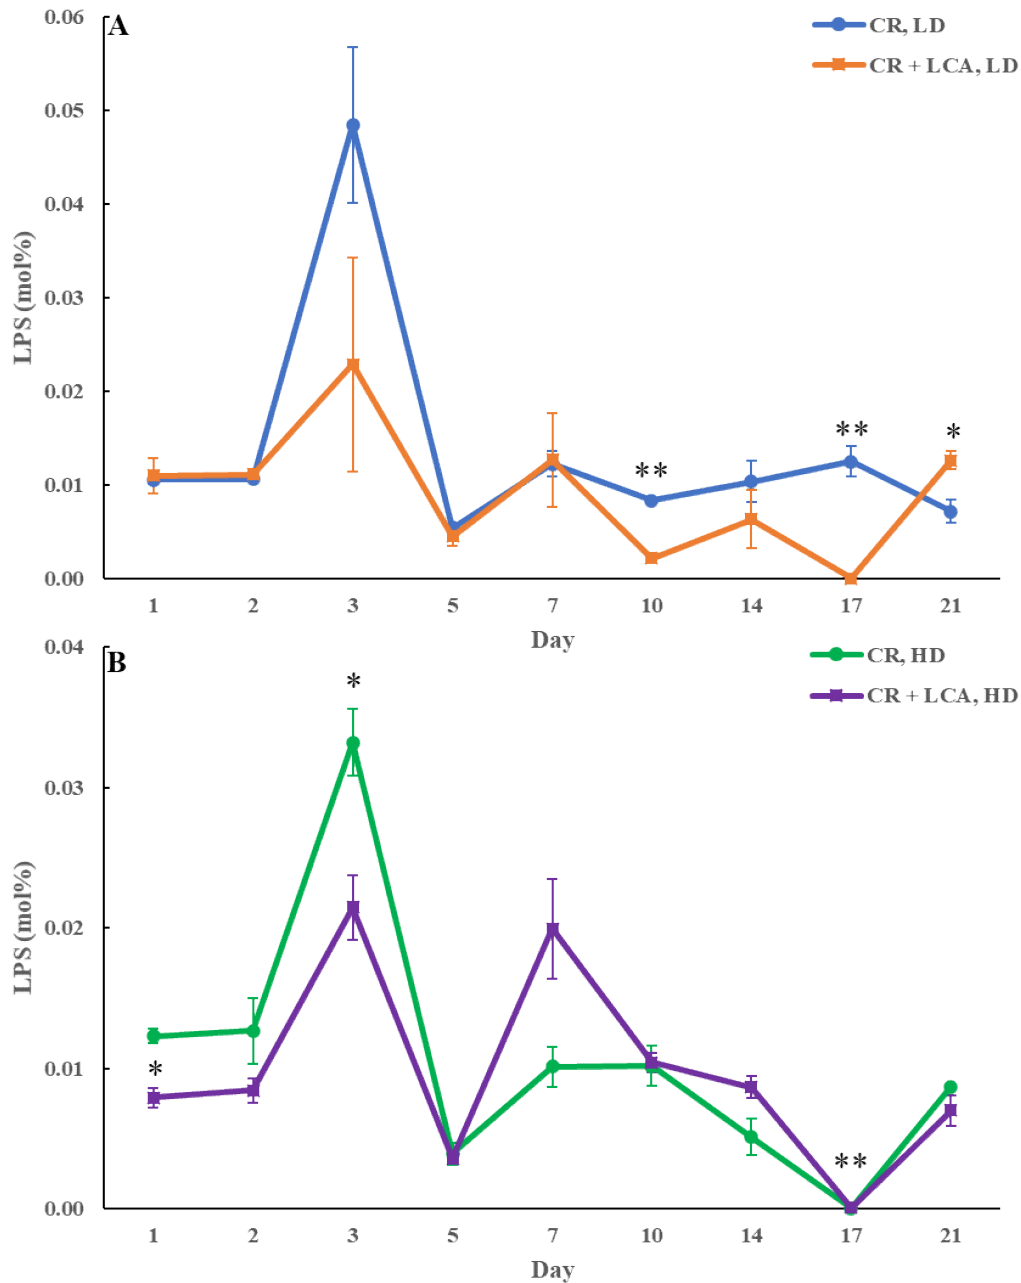 A
CR, LD
CR + LCA, LD
LPS (mol%)
0.06
0.05
0.04
0.03
0.02
0.01
0.00
**
**
*
1 2 3 5 7 10 14 17 21
Day
B
CR, HD
CR + LCA, HD
LPS (mol%)
0.04
0.03
0.02
0.01
0.00
*
*
**
1 2 3 5 7 10 14 17 21
Day